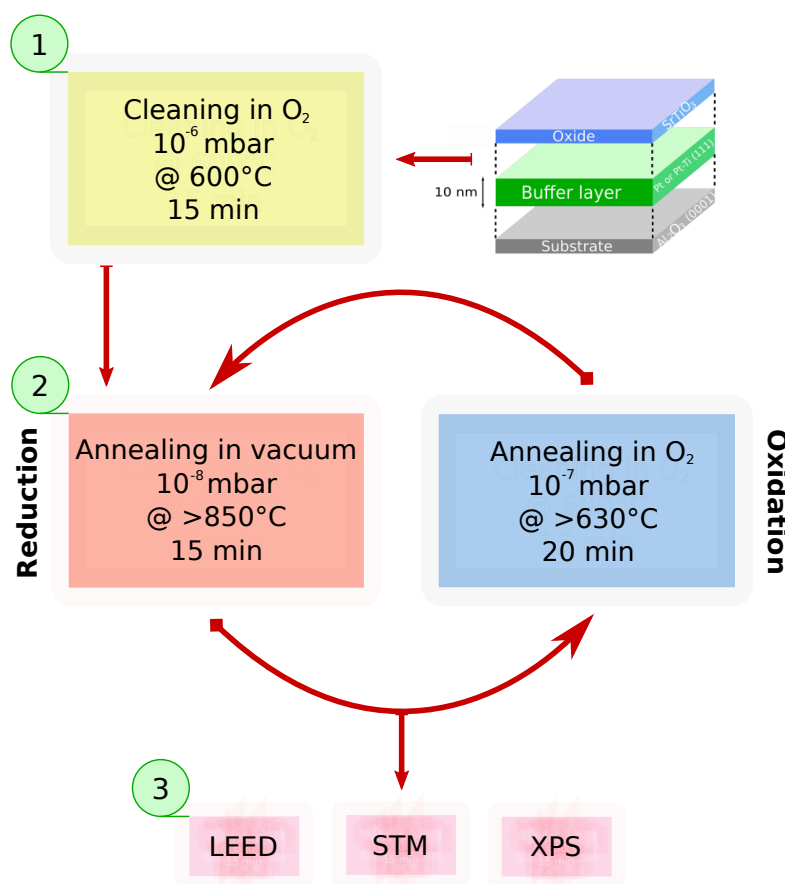 1
Cleaning in O₂
10⁻⁶ mbar
@ 600°C
15 min
SrTiO₃
Oxide
Pt or Pt-Ti (111)
10 nm
Buffer layer
Al₂O₃ (0001)
Substrate
2
Reduction
Annealing in vacuum
10⁻⁸ mbar
@ >850°C
15 min
Annealing in O₂
10⁻⁷ mbar
@ >630°C
20 min
Oxidation
3
LEED
STM
XPS